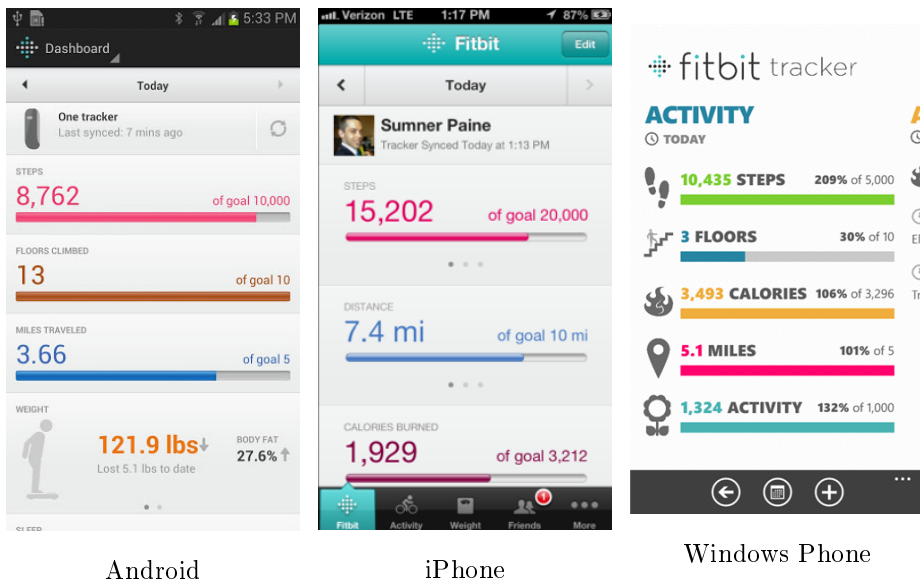 5:33 PM
Dashboard
Today
One tracker
Last synced: 7 mins ago
STEPS
8,762
of goal 10,000
FLOORS CLIMBED
13
of goal 10
MILES TRAVELED
3.66
of goal 5
WEIGHT
121.9 lbs
Lost 5.1 lbs to date
BODY FAT
27.6%
SLEEP
Android
Verizon LTE 1:17 PM 87%
Fitbit
Edit
Today
Sumner Paine
Tracker Synced Today at 1:13 PM
STEPS
15,202
of goal 20,000
DISTANCE
7.4 mi
of goal 10 mi
CALORIES BURNED
1,929
of goal 3,212
1
Fitbit Activity Weight Friends More
iPhone
fitbit tracker
ACTIVITY
TODAY
10,435 STEPS 209% of 5,000
3 FLOORS 30% of 10
3,493 CALORIES 106% of 3,296
5.1 MILES 101% of 5
1,324 ACTIVITY 132% of 1,000
Windows Phone